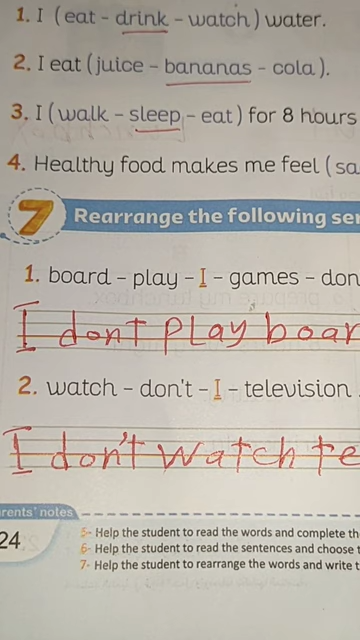 1. I (eat - drink - watch) water.
2. I eat (juice - bananas - cola).
3. I (walk - sleep - eat) for 8 hours
4. Healthy food makes me feel (sa
7 Rearrange the following ser
1. board - play - I - games - don
I dont play boar
2. watch - don't - I - television
I don't watch te
rents' notes
24
5- Help the student to read the words and complete th
6- Help the student to read the sentences and choose t
7- Help the student to rearrange the words and write t